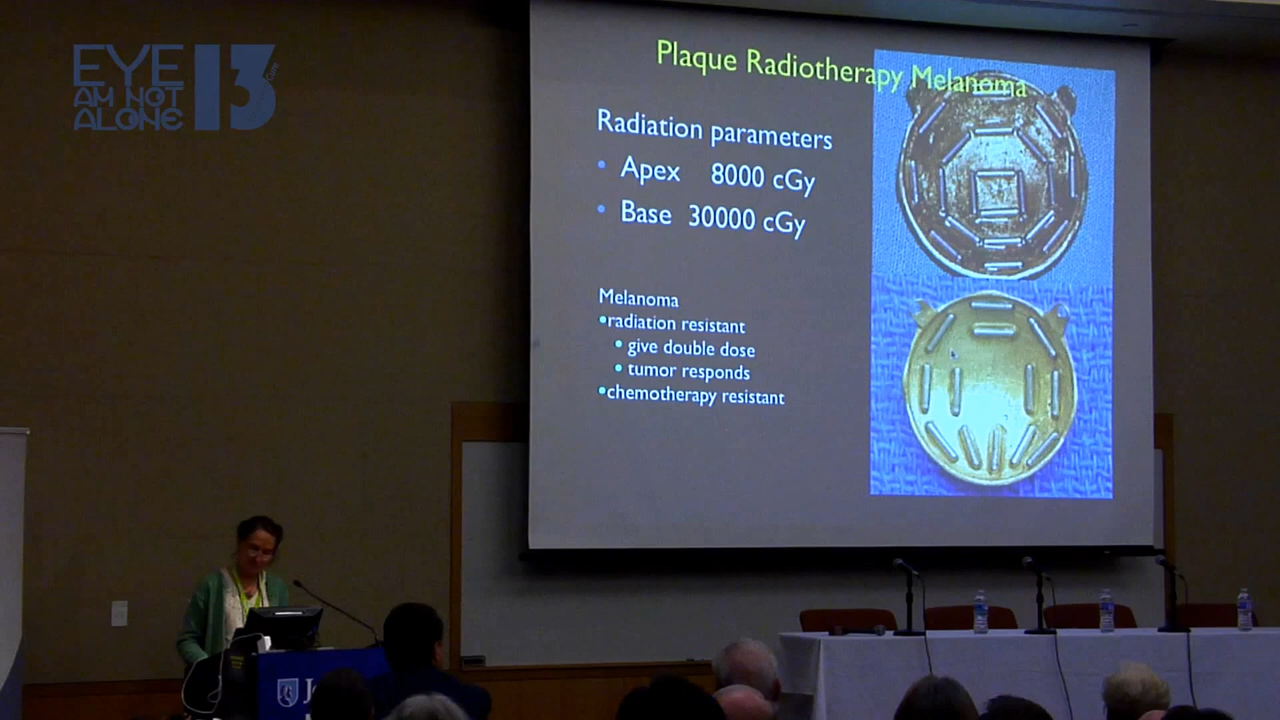 EYE
AM NOT
ALONE
13
Plaque Radiotherapy Melanoma
Radiation parameters
• Apex 8000 cGy
• Base 30000 cGy
Melanoma
•radiation resistant
• give double dose
• tumor responds
•chemotherapy resistant